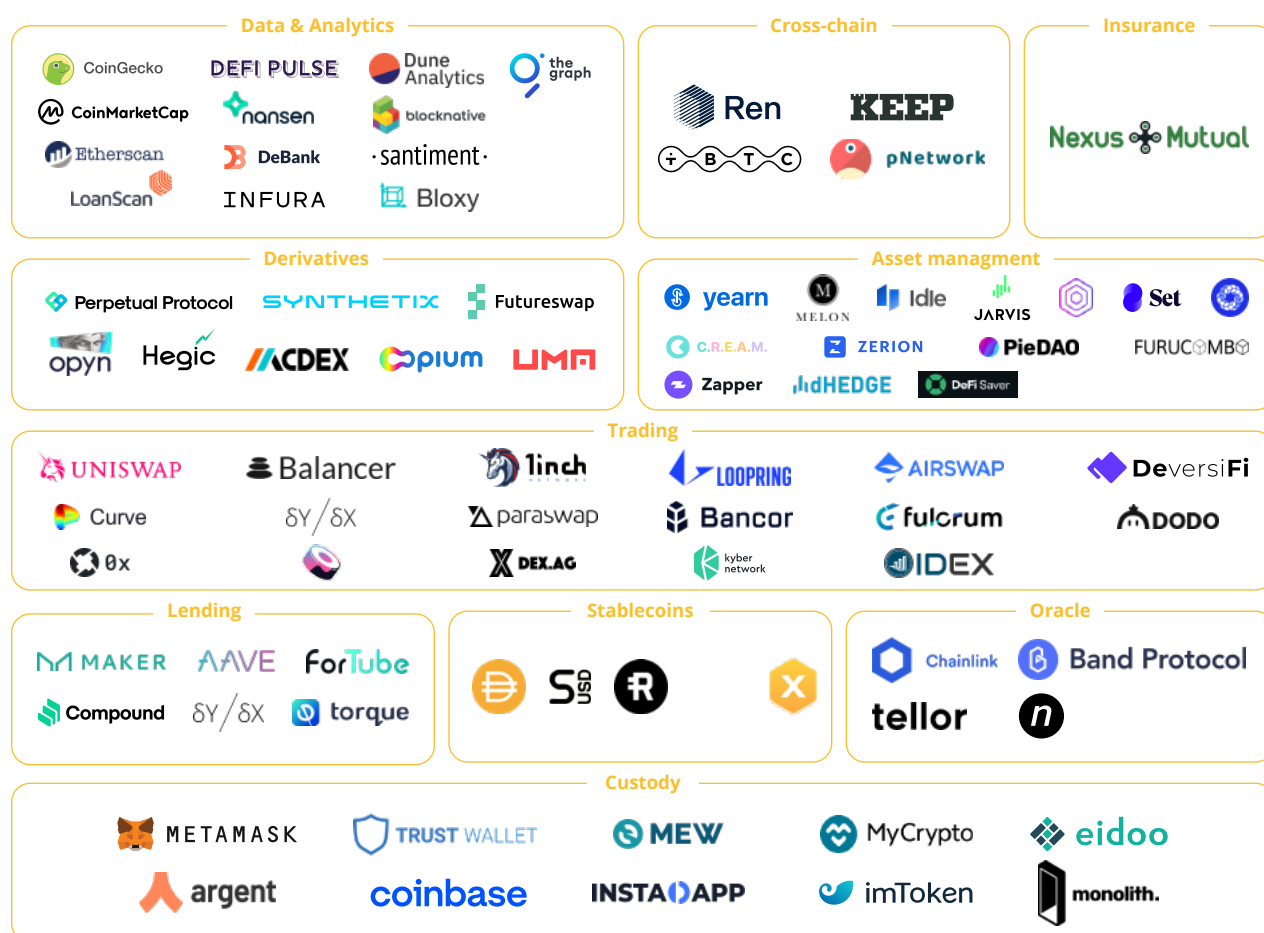 Data & Analytics
CoinGecko
DEFI PULSE
Dune
Analytics
the
graph
CoinMarketCap
nansen
blocknative
Etherscan
DeBank
·santiment·
LoanScan
INFURA
Bloxy
Cross-chain
Ren
KEEP
TBTC
pNetwork
Insurance
Nexus Mutual
Derivatives
Perpetual Protocol
SYNTHETIX
Futureswap
opyn
Hegic
MCDEX
Opium
UMA
Asset managment
yearn
M
MELON
Idle
JARVIS
Set
C.R.E.A.M.
ZERION
PieDAO
FURUCOMBO
Zapper
dHEDGE
DeFi Saver
Trading
UNISWAP
Balancer
1inch
NETWORK
LOOPRING
AIRSWAP
DeversiFi
Curve
δY/δX
paraswap
Bancor
fulcrum
DODO
0x
DEX.AG
kyber
network
IDEX
Lending
MAKER
AAVE
ForTube
Compound
δY/δX
torque
Stablecoins
S USD
R
X
Oracle
Chainlink
Band Protocol
tellor
n
Custody
METAMASK
TRUST WALLET
MEW
MyCrypto
eidoo
argent
coinbase
INSTADAPP
imToken
monolith.